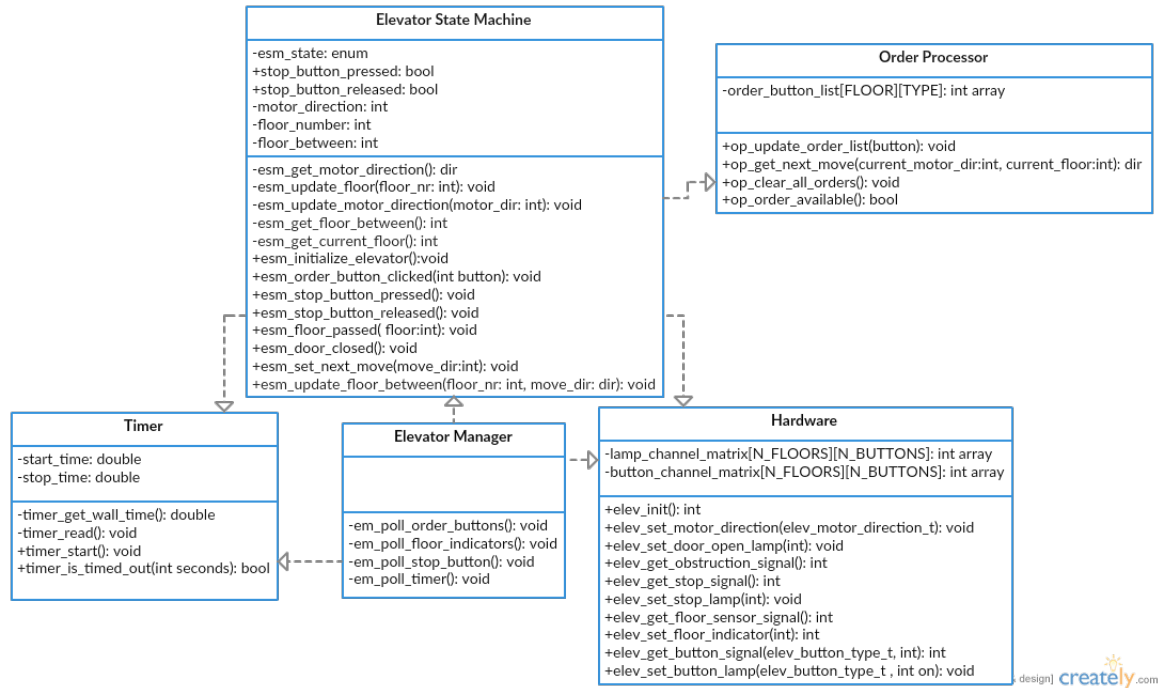 Elevator State Machine
-esm_state: enum
+stop_button_pressed: bool
+stop_button_released: bool
-motor_direction: int
-floor_number: int
-floor_between: int
-esm_get_motor_direction(): dir
-esm_update_floor(floor_nr: int): void
-esm_update_motor_direction(motor_dir: int): void
-esm_get_floor_between(): int
-esm_get_current_floor(): int
+esm_initialize_elevator():void
+esm_order_button_clicked(int button): void
+esm_stop_button_pressed(): void
+esm_stop_button_released(): void
+esm_floor_passed( floor:int): void
+esm_door_closed(): void
+esm_set_next_move(move_dir:int): void
+esm_update_floor_between(floor_nr: int, move_dir: dir): void
Order Processor
-order_button_list[FLOOR][TYPE]: int array
+op_update_order_list(button): void
+op_get_next_move(current_motor_dir:int, current_floor:int): dir
+op_clear_all_orders(): void
+op_order_available(): bool
Timer
-start_time: double
-stop_time: double
-timer_get_wall_time(): double
-timer_read(): void
+timer_start(): void
+timer_is_timed_out(int seconds): bool
Elevator Manager
-em_poll_order_buttons(): void
-em_poll_floor_indicators(): void
-em_poll_stop_button(): void
-em_poll_timer(): void
Hardware
-lamp_channel_matrix[N_FLOORS][N_BUTTONS]: int array
-button_channel_matrix[N_FLOORS][N_BUTTONS]: int array
+elev_init(): int
+elev_set_motor_direction(elev_motor_direction_t): void
+elev_set_door_open_lamp(int): void
+elev_get_obstruction_signal(): int
+elev_get_stop_signal(): int
+elev_set_stop_lamp(int): void
+elev_get_floor_sensor_signal(): int
+elev_set_floor_indicator(int): int
+elev_get_button_signal(elev_button_type_t, int): int
+elev_set_button_lamp(elev_button_type_t , int on): void
design] creately.com